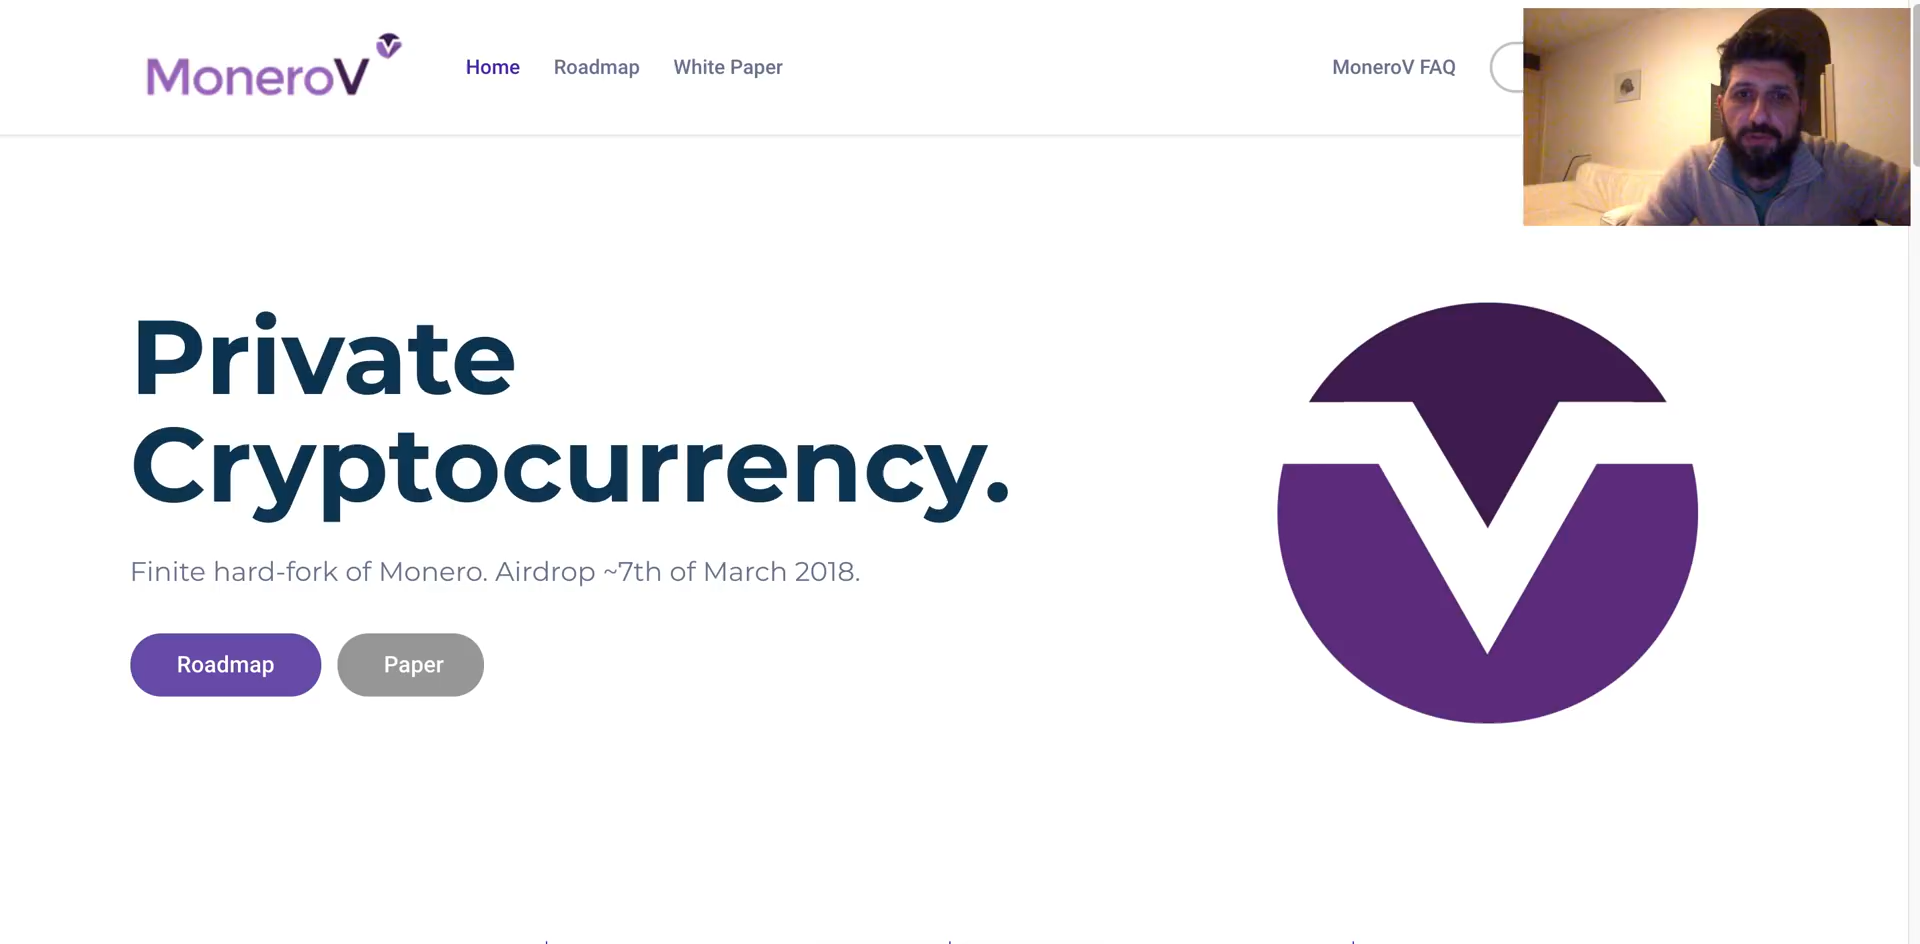 MoneroV
Home
Roadmap
White Paper
MoneroV FAQ
Private
Cryptocurrency.
Finite hard-fork of Monero. Airdrop ~7th of March 2018.
Roadmap
Paper